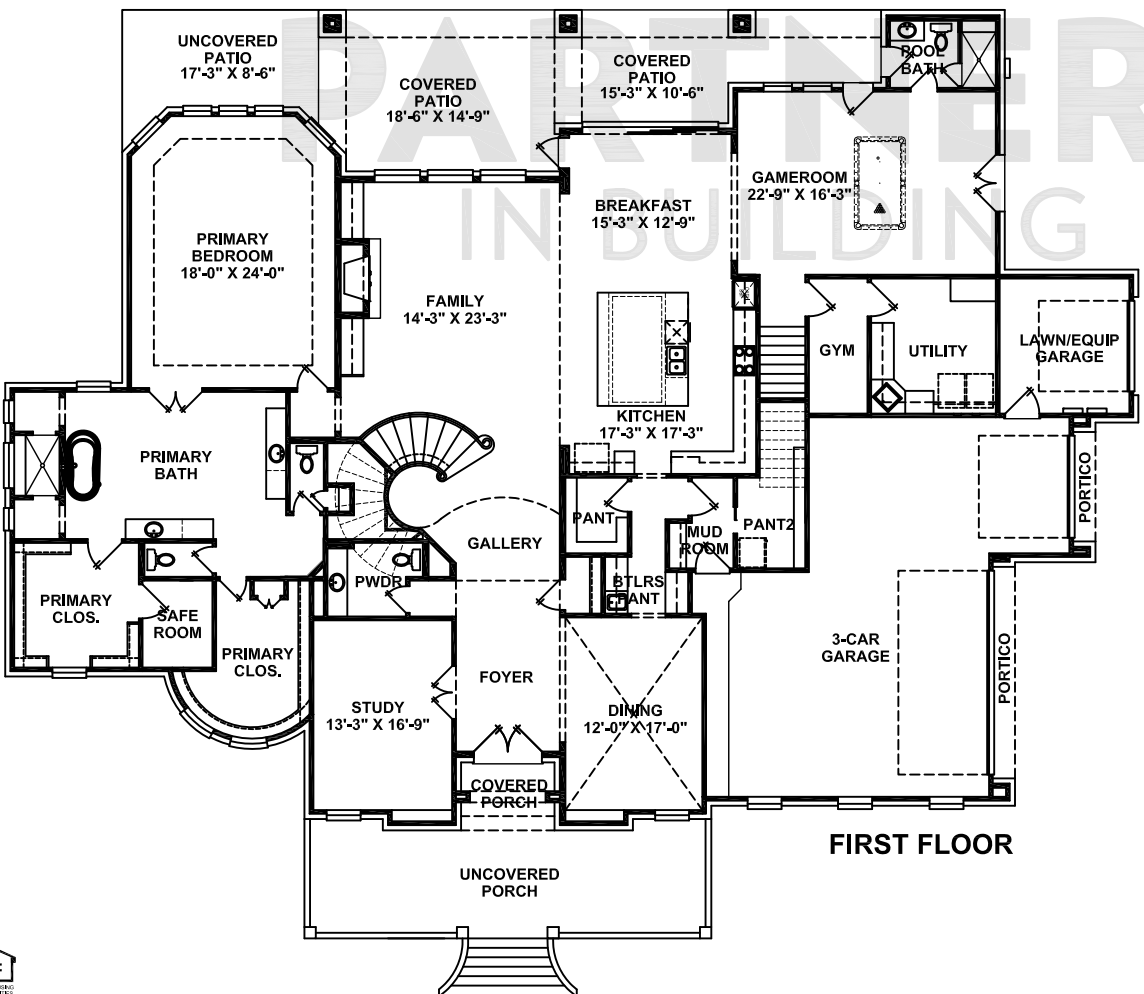 PARTNER
IN BUILDING
UNCOVERED
PATIO
17'-3" X 8'-6"
COVERED
PATIO
18'-6" X 14'-9"
COVERED
PATIO
15'-3" X 10'-6"
POOL
BATH
GAMEROOM
22'-9" X 16'-3"
BREAKFAST
15'-3" X 12'-9"
PRIMARY
BEDROOM
18'-0" X 24'-0"
FAMILY
14'-3" X 23'-3"
GYM
UTILITY
LAWN/EQUIP
GARAGE
KITCHEN
17'-3" X 17'-3"
PRIMARY
BATH
PORTICO
PANT
MUD
ROOM
PANT2
GALLERY
PWDR
BTLRS
PANT
PRIMARY
CLOS.
SAFE
ROOM
PRIMARY
CLOS.
3-CAR
GARAGE
PORTICO
FOYER
STUDY
13'-3" X 16'-9"
DINING
12'-0" X 17'-0"
COVERED
PORCH
FIRST FLOOR
UNCOVERED
PORCH